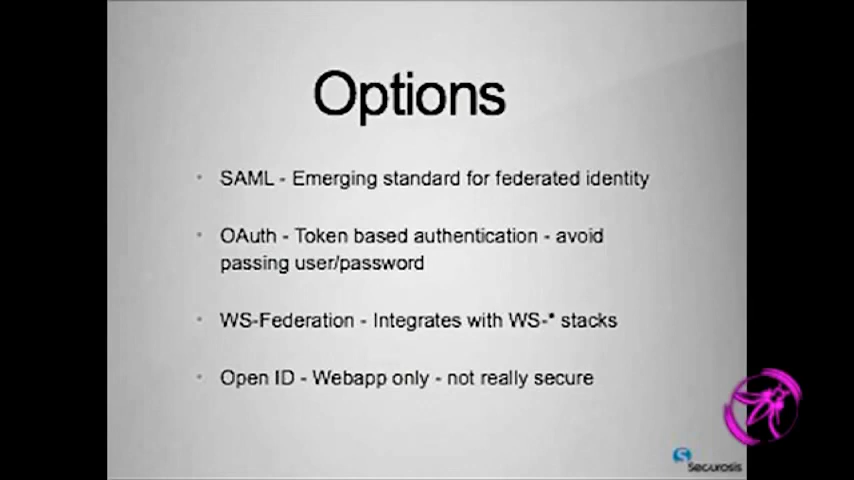 Options
· SAML - Emerging standard for federated identity
· OAuth - Token based authentication - avoid
passing user/password
· WS-Federation - Integrates with WS-* stacks
· Open ID - Webapp only - not really secure
Securosis